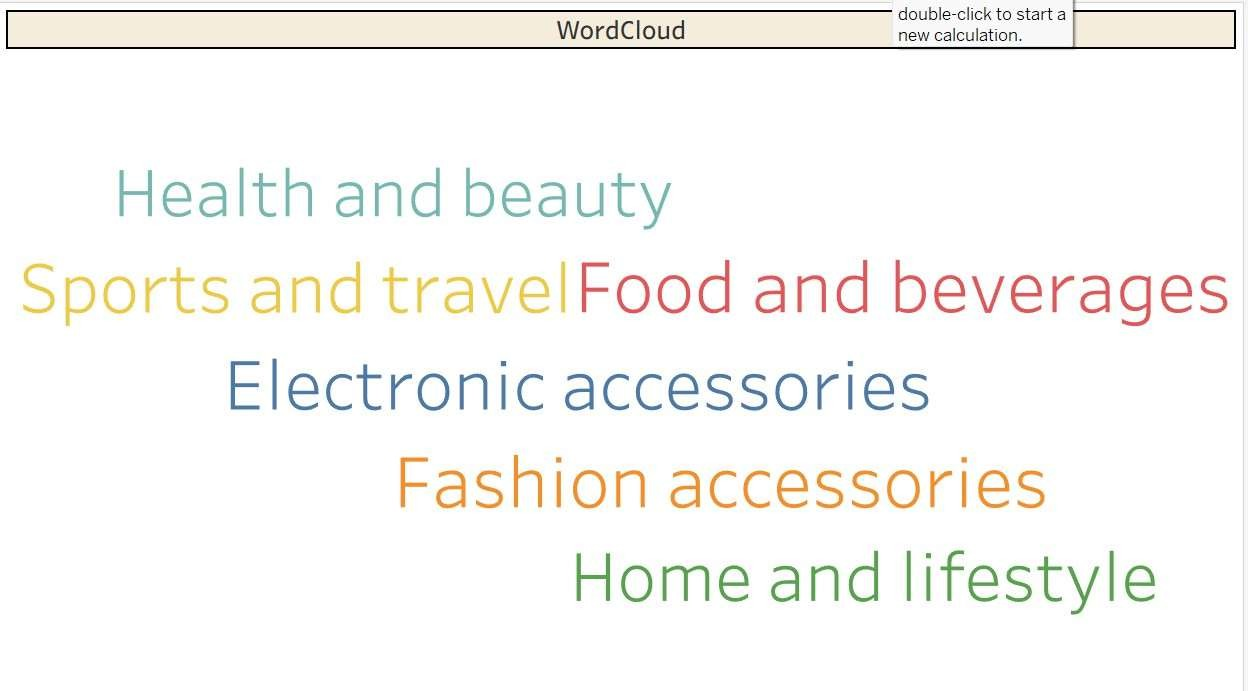 WordCloud
double-click to start a
new calculation.
Health and beauty
Sports and travel Food and beverages
Electronic accessories
Fashion accessories
Home and lifestyle